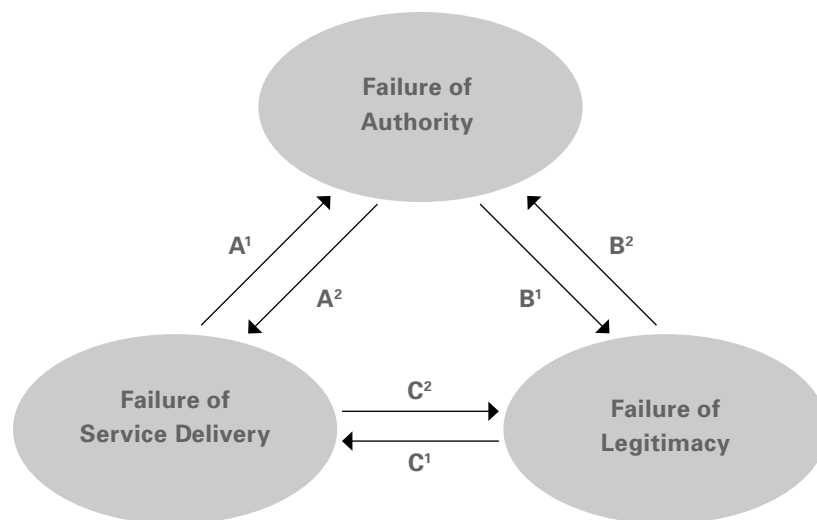 Failure of
Authority
A¹
B²
A²
B¹
C²
Failure of
Service Delivery
Failure of
Legitimacy
C¹